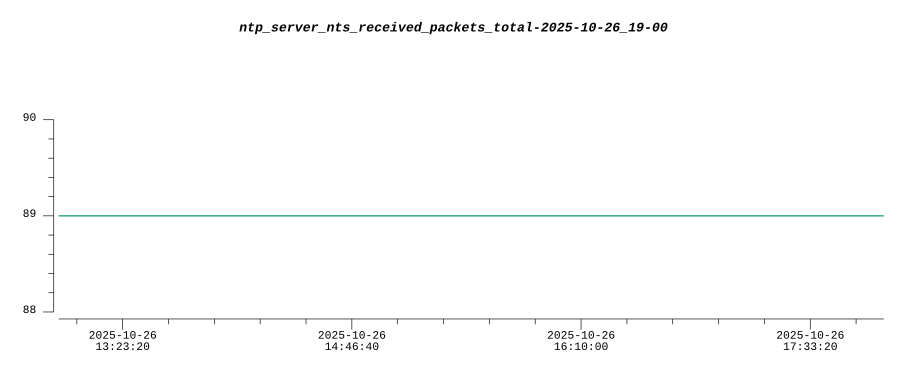 ntp_server_nts_received_packets_total-2025-10-26_19-00
90
89
88
2025-10-26 2025-10-26 2025-10-26 2025-10-26
13:23:20 14:46:40 16:10:00 17:33:20